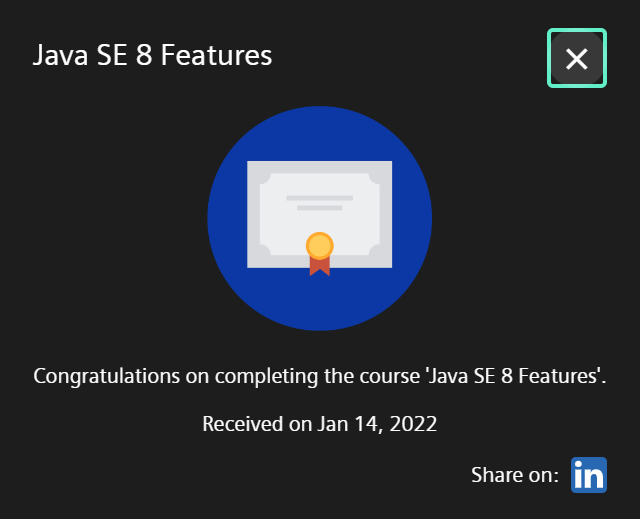 Java SE 8 Features
Congratulations on completing the course 'Java SE 8 Features'.
Received on Jan 14, 2022
Share on: in